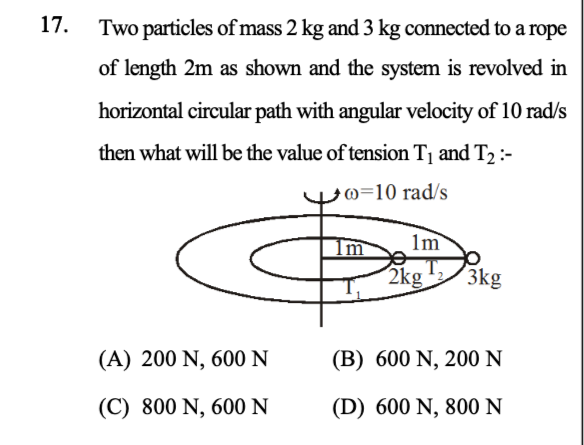 17. Two particles of mass 2 kg and 3 kg connected to a rope
of length 2m as shown and the system is revolved in
horizontal circular path with angular velocity of 10 rad/s
then what will be the value of tension T₁ and T₂ :-
ω=10 rad/s
1m 1m
T₁ 2kg T₂ 3kg
(A) 200 N, 600 N (B) 600 N, 200 N
(C) 800 N, 600 N (D) 600 N, 800 N